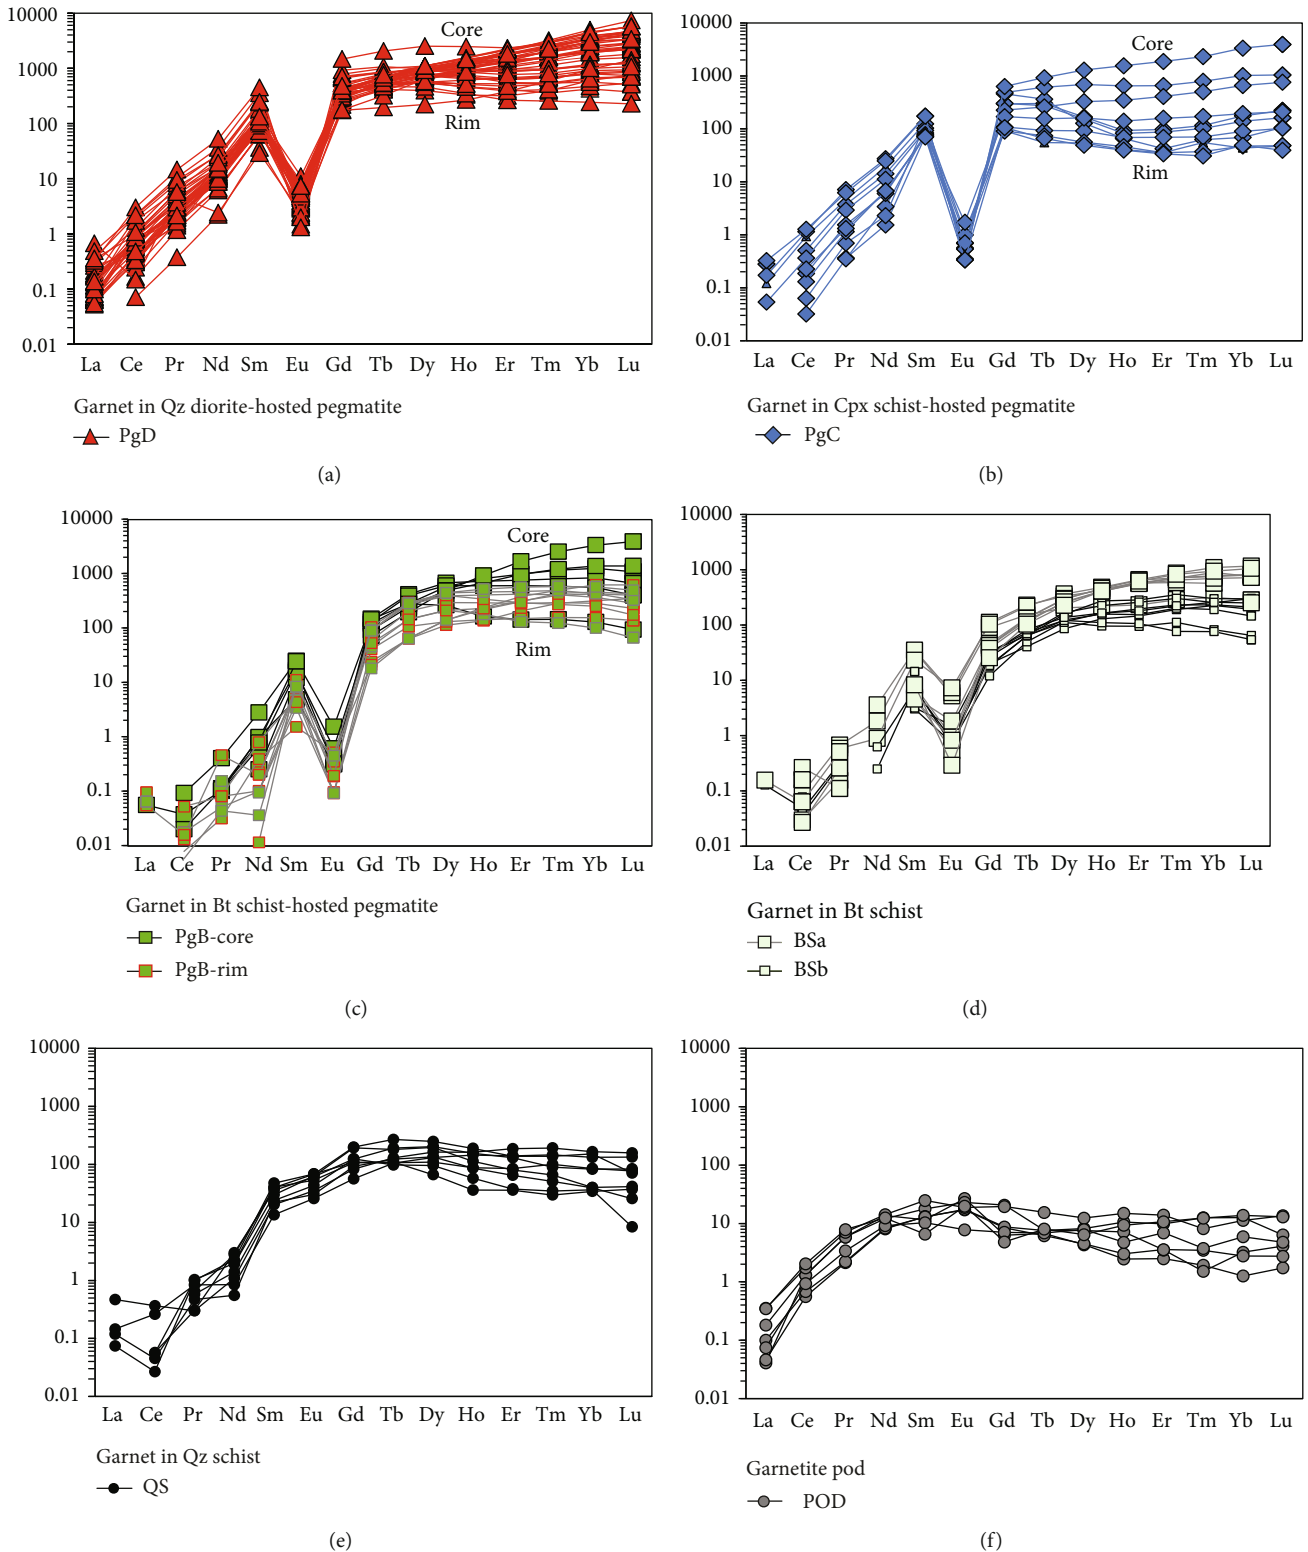 10000
1000
100
10
1
0.1
0.01
Core
Rim
La Ce Pr Nd Sm Eu Gd Tb Dy Ho Er Tm Yb Lu
Garnet in Qz diorite-hosted pegmatite
PgD
(a)
10000
1000
100
10
1
0.1
0.01
Core
Rim
La Ce Pr Nd Sm Eu Gd Tb Dy Ho Er Tm Yb Lu
Garnet in Cpx schist-hosted pegmatite
PgC
(b)
10000
1000
100
10
1
0.1
0.01
Core
Rim
La Ce Pr Nd Sm Eu Gd Tb Dy Ho Er Tm Yb Lu
Garnet in Bt schist-hosted pegmatite
PgB-core
PgB-rim
(c)
10000
1000
100
10
1
0.1
0.01
La Ce Pr Nd Sm Eu Gd Tb Dy Ho Er Tm Yb Lu
Garnet in Bt schist
BSa
BSb
(d)
10000
1000
100
10
1
0.1
0.01
La Ce Pr Nd Sm Eu Gd Tb Dy Ho Er Tm Yb Lu
Garnet in Qz schist
QS
(e)
10000
1000
100
10
1
0.1
0.01
La Ce Pr Nd Sm Eu Gd Tb Dy Ho Er Tm Yb Lu
Garnetite pod
POD
(f)